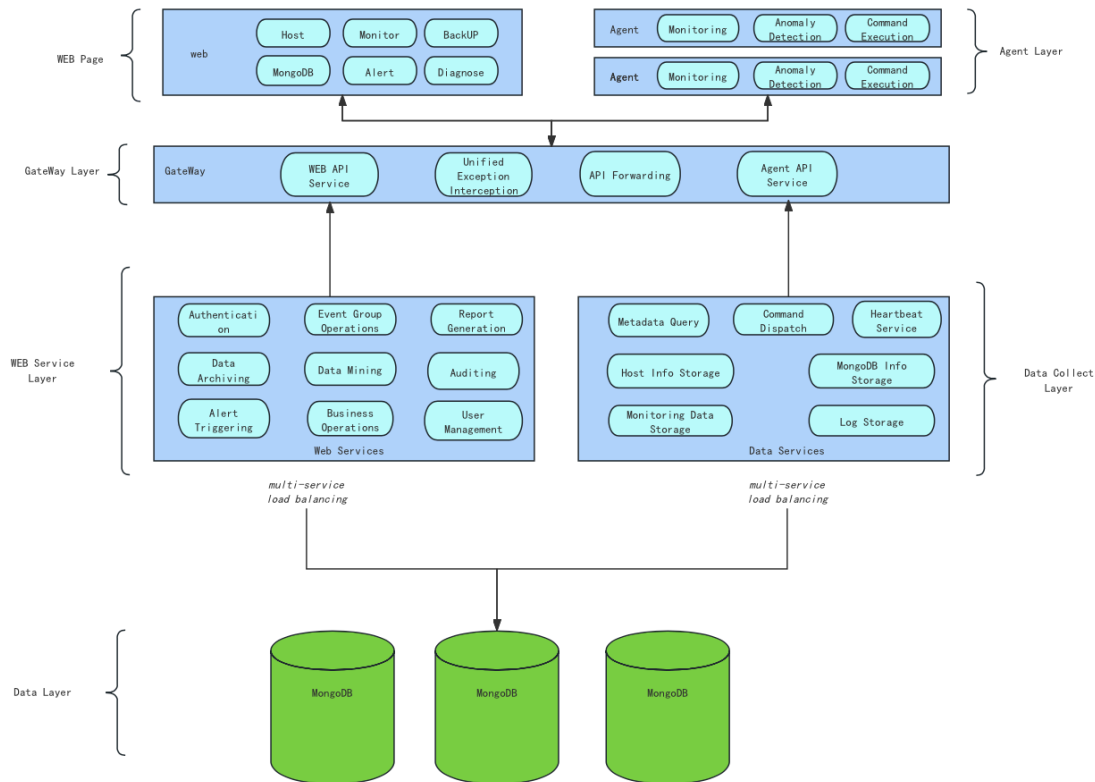 WEB Page
web
Host
Monitor
BackUP
MongoDB
Alert
Diagnose
Agent
Monitoring
Anomaly
Detection
Command
Execution
Agent
Monitoring
Anomaly
Detection
Command
Execution
Agent Layer
GateWay Layer
GateWay
WEB API
Service
Unified
Exception
Interception
API Forwarding
Agent API
Service
WEB Service
Layer
Authenticati
on
Event Group
Operations
Report
Generation
Data
Archiving
Data Mining
Auditing
Alert
Triggering
Business
Operations
User
Management
Web Services
Metadata Query
Command
Dispatch
Heartbeat
Service
Host Info Storage
MongoDB Info
Storage
Monitoring Data
Storage
Log Storage
Data Services
Data Collect
Layer
multi-service
load balancing
multi-service
load balancing
Data Layer
MongoDB
MongoDB
MongoDB